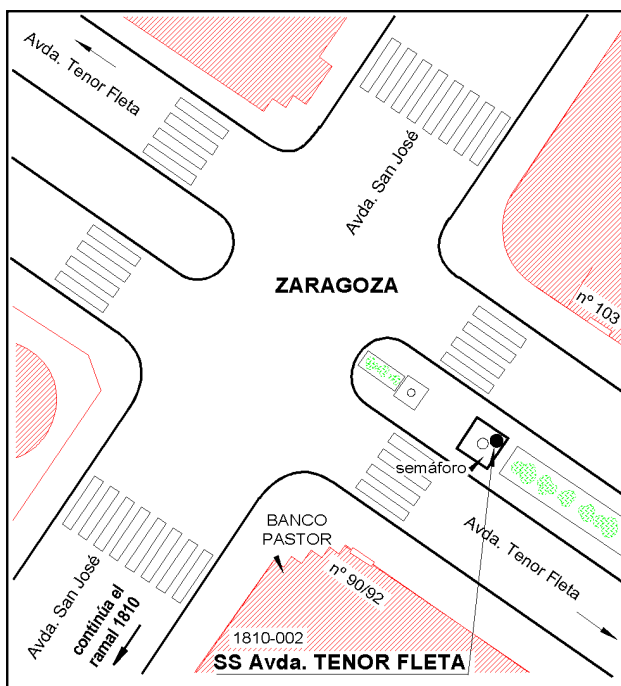 Avda. Tenor Fleta
Avda. San José
ZARAGOZA
nº 103
semáforo
BANCO
PASTOR
Avda. Tenor Fleta
nº 90/92
Avda. San José
continúa el
ramal 1810
1810-002
SS Avda. TENOR FLETA